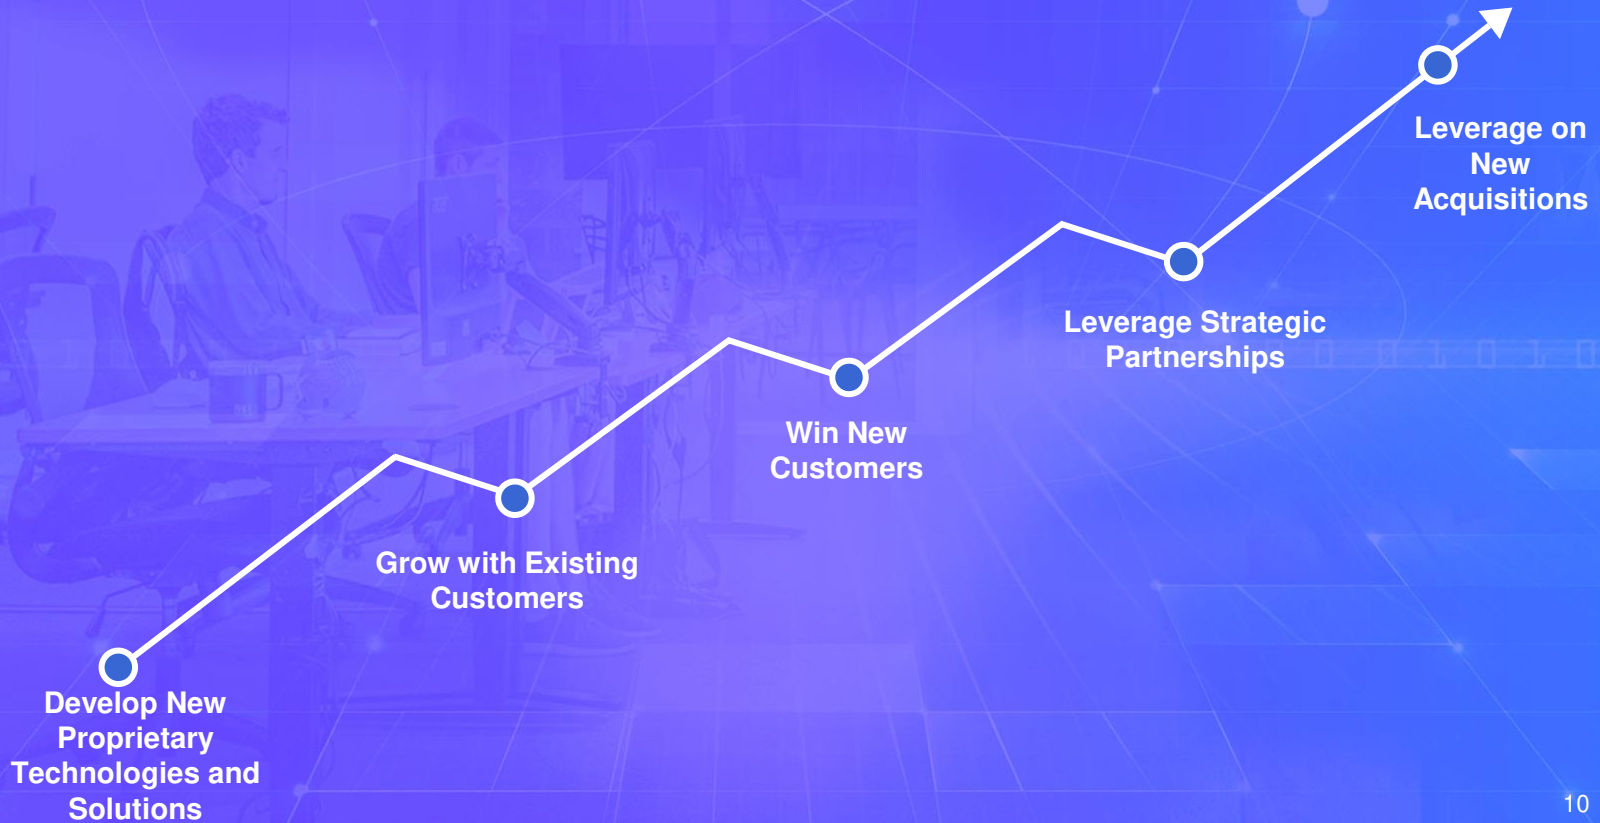 Leverage on
New
Acquisitions
Leverage Strategic
Partnerships
Win New
Customers
Grow with Existing
Customers
Develop New
Proprietary
Technologies and
Solutions
10